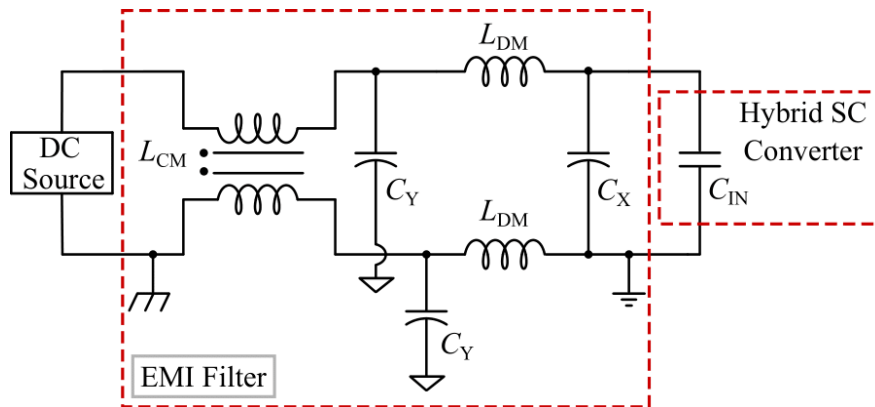 L_DM
Hybrid SC
Converter
DC
Source
L_CM
C_Y
C_X
C_IN
L_DM
C_Y
EMI Filter